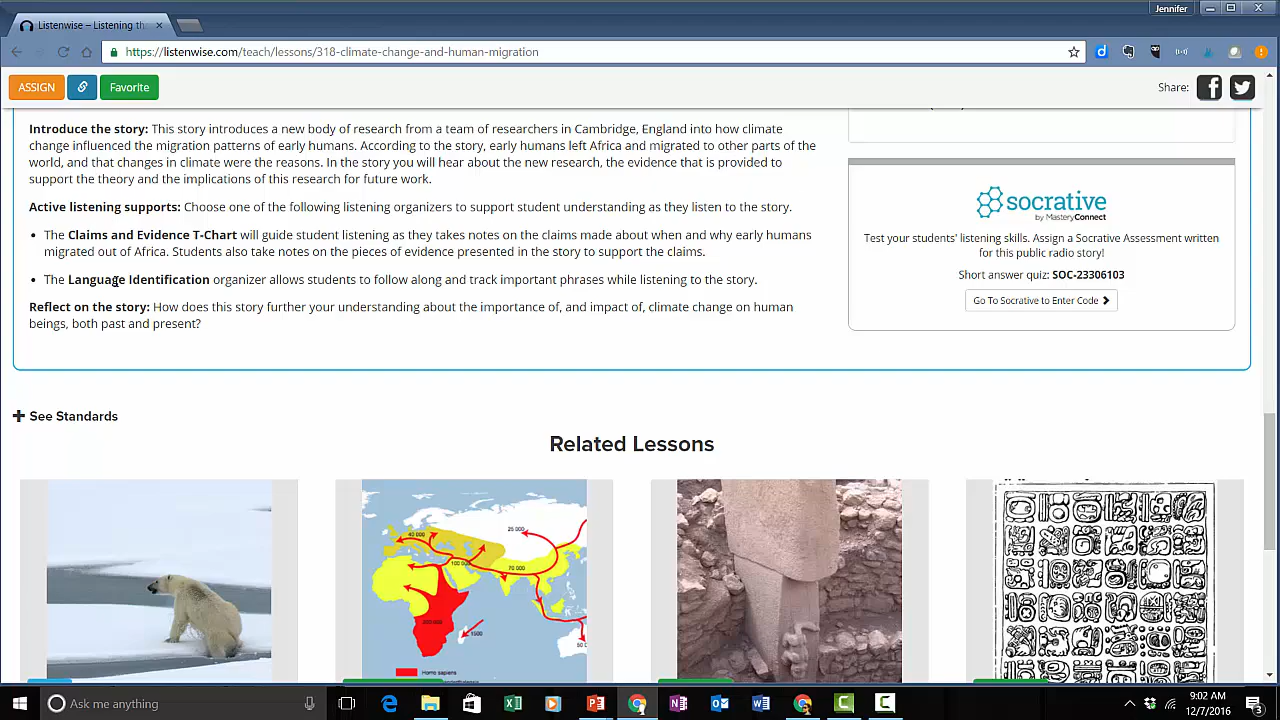 Jennifer
Listenwise – Listening th
https://listenwise.com/teach/lessons/318-climate-change-and-human-migration
ASSIGN
Favorite
Share:
Introduce the story: This story introduces a new body of research from a team of researchers in Cambridge, England into how climate
change influenced the migration patterns of early humans. According to the story, early humans left Africa and migrated to other parts of the
world, and that changes in climate were the reasons. In the story you will hear about the new research, the evidence that is provided to
support the theory and the implications of this research for future work.
Active listening supports: Choose one of the following listening organizers to support student understanding as they listen to the story.
The Claims and Evidence T-Chart will guide student listening as they takes notes on the claims made about when and why early humans
migrated out of Africa. Students also take notes on the pieces of evidence presented in the story to support the claims.
The Language Identification organizer allows students to follow along and track important phrases while listening to the story.
Reflect on the story: How does this story further your understanding about the importance of, and impact of, climate change on human
beings, both past and present?
socrative
by MasteryConnect
Test your students' listening skills. Assign a Socrative Assessment written
for this public radio story!
Short answer quiz: SOC-23306103
Go To Socrative to Enter Code
See Standards
Related Lessons
40 000
25 000
100 00
70 000
200 000
1500
Homo sapiens
Ask me anything
9:02 AM
12/7/2016